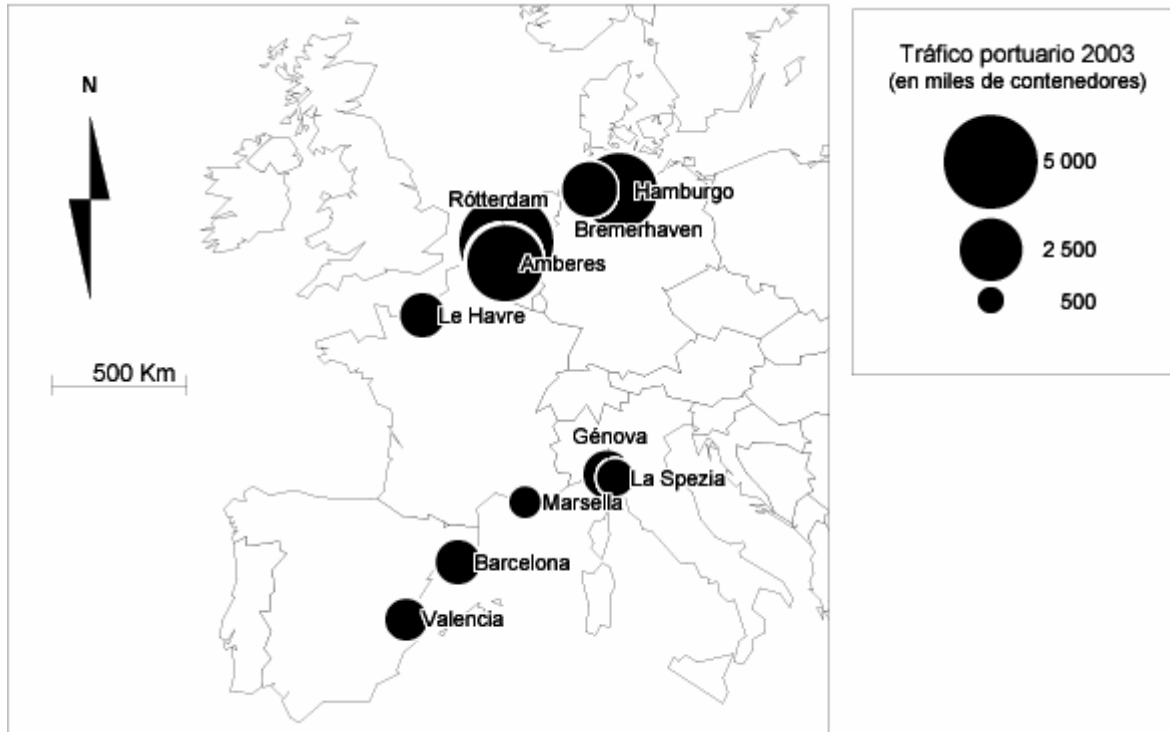 N
500 Km
Rótterdam
Hamburgo
Bremerhaven
Amberes
Le Havre
Génova
La Spezia
Marsella
Barcelona
Valencia
Tráfico portuario 2003
(en miles de contenedores)
5 000
2 500
500